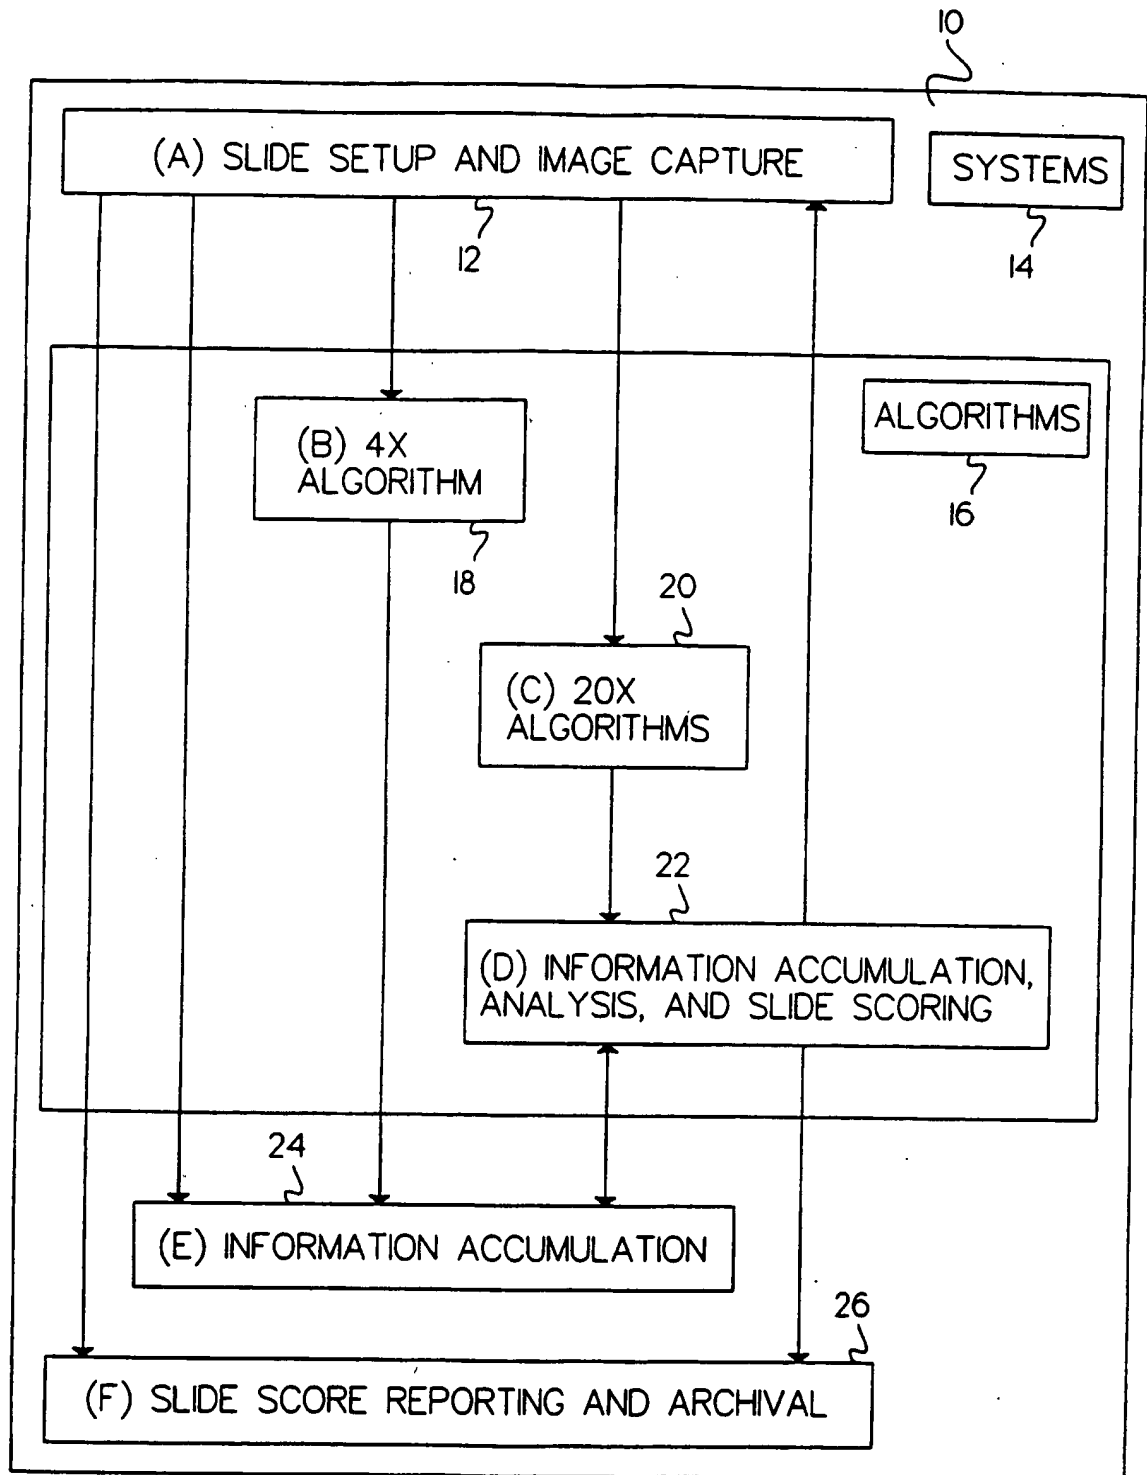 10
(A) SLIDE SETUP AND IMAGE CAPTURE
SYSTEMS
12
14
ALGORITHMS
16
(B) 4X
ALGORITHM
18
20
(C) 20X
ALGORITHMS
22
(D) INFORMATION ACCUMULATION,
ANALYSIS, AND SLIDE SCORING
24
(E) INFORMATION ACCUMULATION
26
(F) SLIDE SCORE REPORTING AND ARCHIVAL